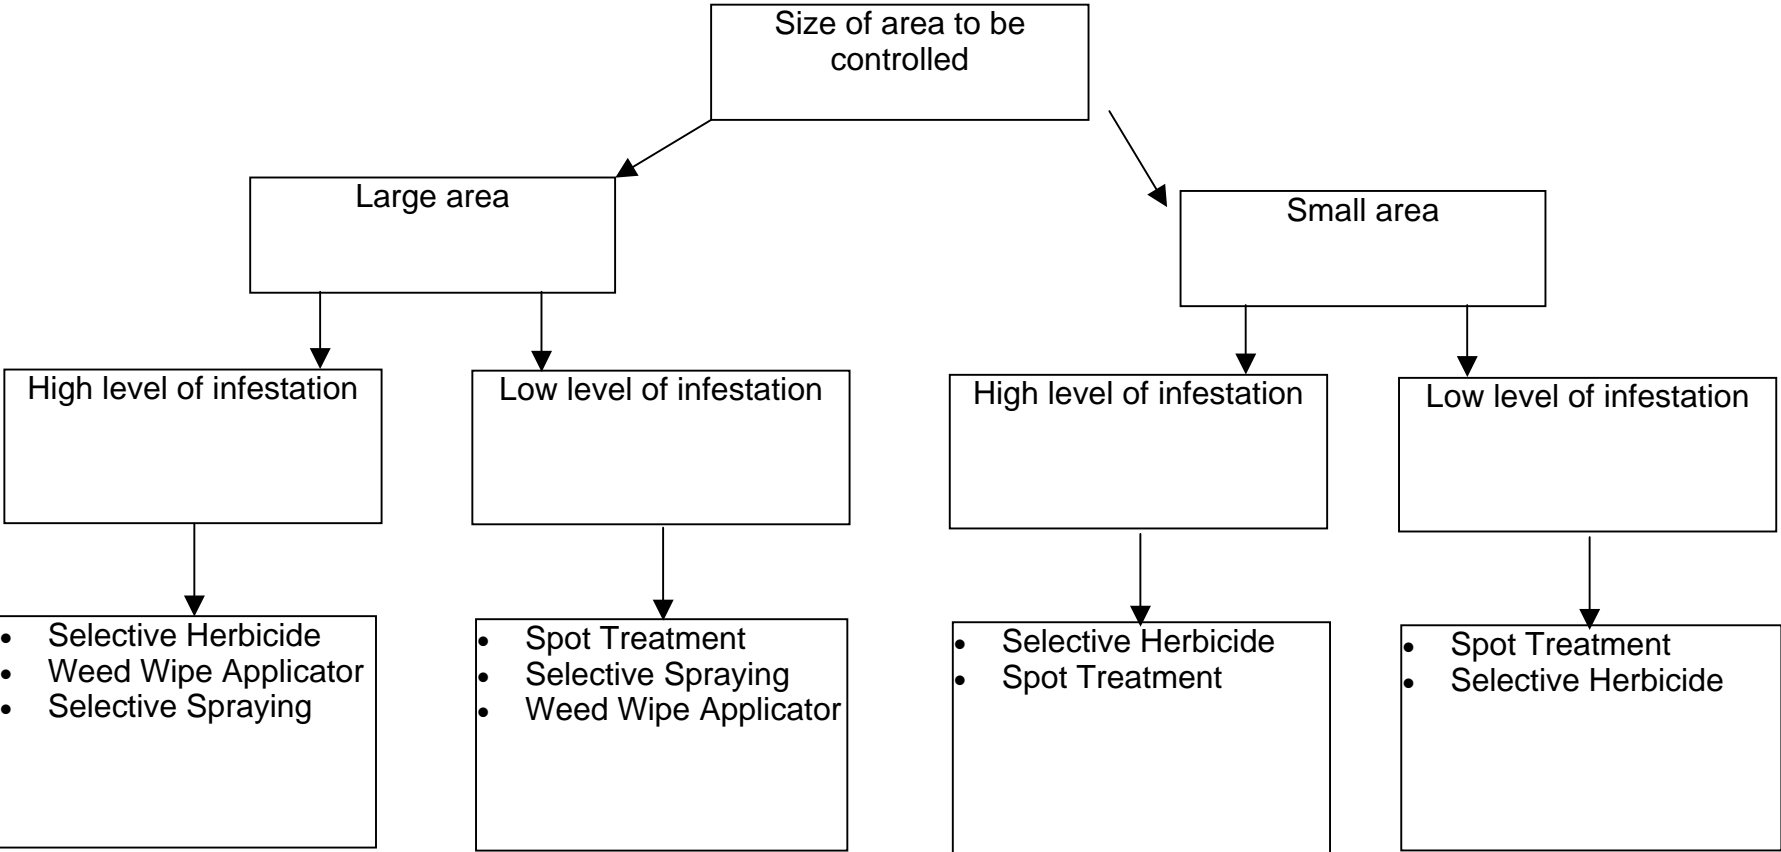 Size of area to be
controlled
Large area
Small area
High level of infestation
Low level of infestation
High level of infestation
Low level of infestation
• Selective Herbicide
• Weed Wipe Applicator
• Selective Spraying
• Spot Treatment
• Selective Spraying
• Weed Wipe Applicator
• Selective Herbicide
• Spot Treatment
• Spot Treatment
• Selective Herbicide